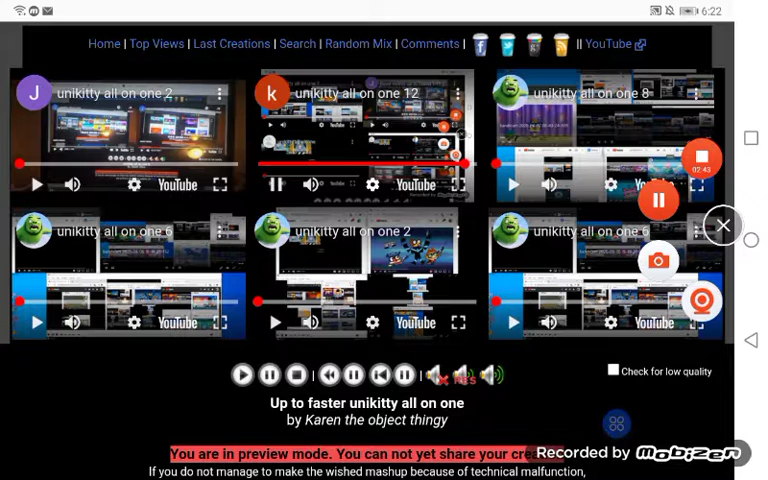 6:22
Home | Top Views | Last Creations | Search | Random Mix | Comments | || YouTube
J unikitty all on one 2
k unikitty all on one 12
unikitty all on one 8
02:43
YouTube
YouTube
YouTube
unikitty all on one 6
unikitty all on one 2
unikitty all on one 6
YouTube
YouTube
YouTube
Check for low quality
Up to faster unikitty all on one
by Karen the object thingy
You are in preview mode. You can not yet share your
Recorded by Mobizen
If you do not manage to make the wished mashup because of technical malfunction,